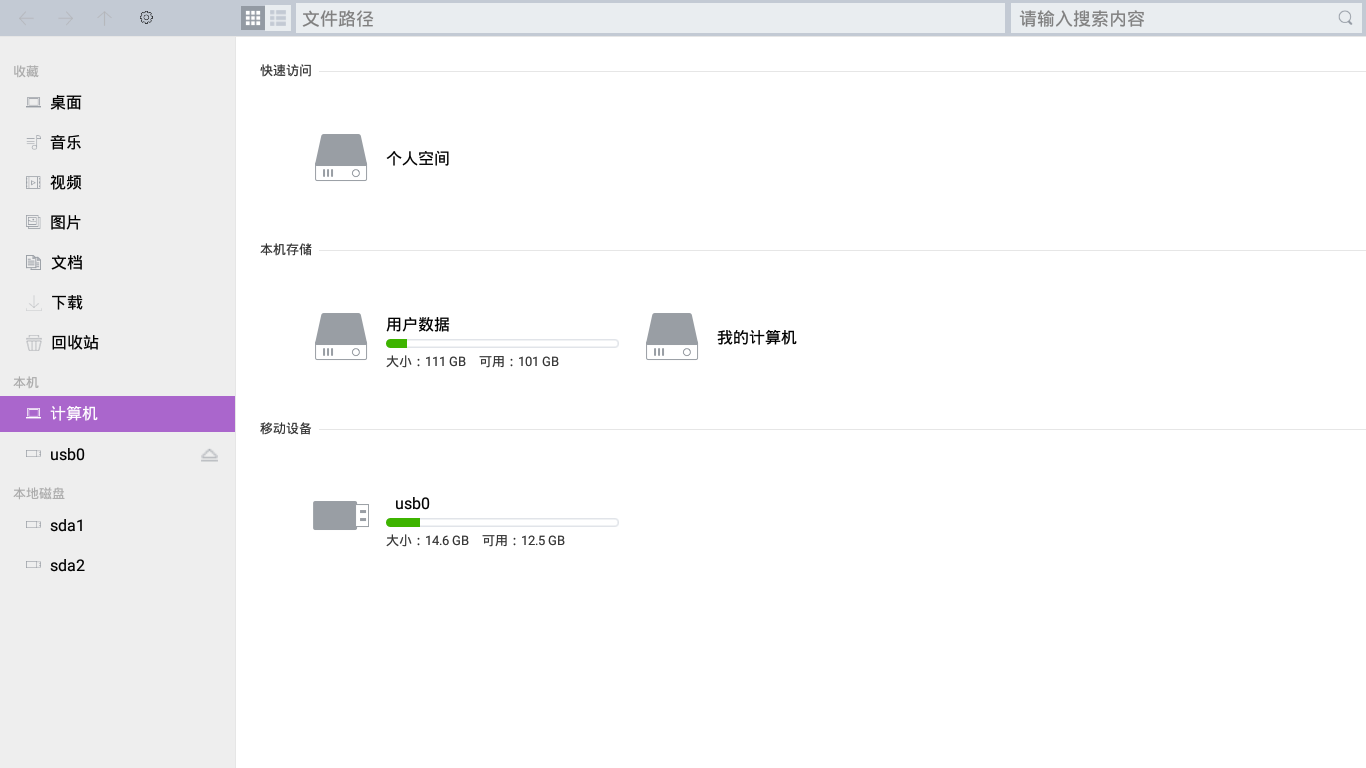 文件路径
请输入搜索内容
收藏
桌面
音乐
视频
图片
文档
下载
回收站
本机
计算机
usb0
本地磁盘
sda1
sda2
快速访问
个人空间
本机存储
用户数据
大小：111 GB 可用：101 GB
我的计算机
移动设备
usb0
大小：14.6 GB 可用：12.5 GB